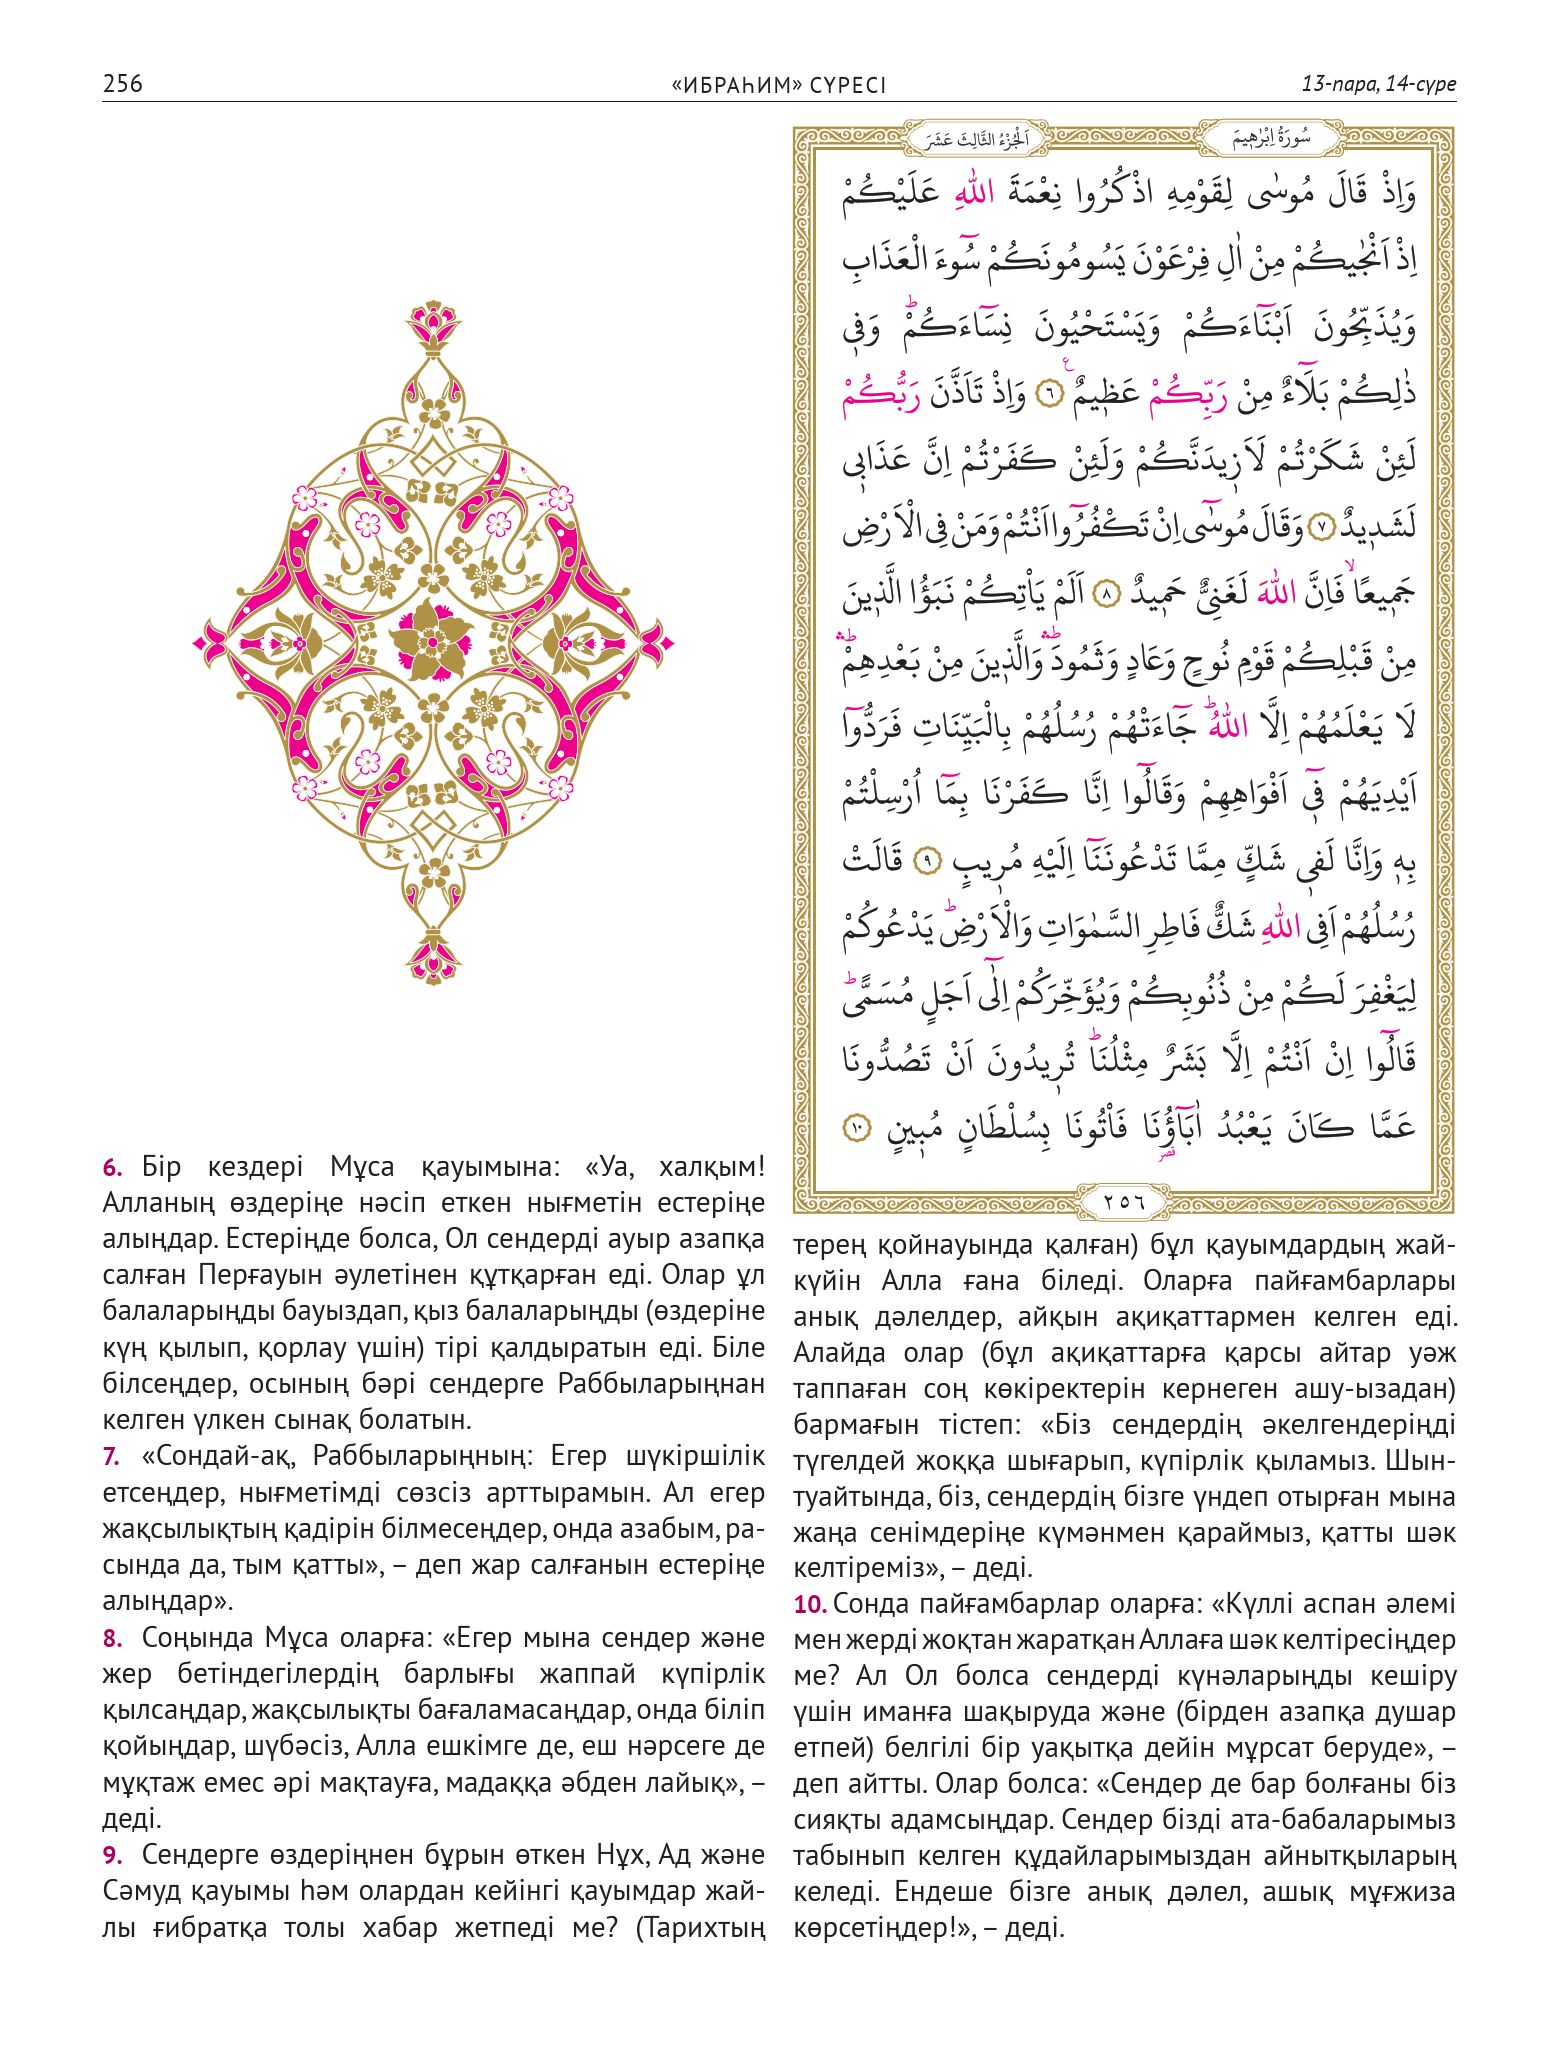 256
«ИБРАҺИМ» СҮРЕСІ
13-пара, 14-сүре
سُورَةُ اِبْرٰهٖيمَ
اَلْجُزْءُ الثَّالِثَ عَشَرَ
وَاِذْ قَالَ مُوسٰى لِقَوْمِهِ اذْكُرُوا نِعْمَةَ اللّٰهِ عَلَيْكُمْ
اِذْ اَنْجٰيكُمْ مِنْ اٰلِ فِرْعَوْنَ يَسُومُونَكُمْ سُٓوءَ الْعَذَابِ
وَيُذَبِّحُونَ اَبْنَٓاءَكُمْ وَيَسْتَحْيُونَ نِسَٓاءَكُمْۜ وَفٖي
ذٰلِكُمْ بَلَٓاءٌ مِنْ رَبِّكُمْ عَظٖيمٌ ۟ ٦ وَاِذْ تَاَذَّنَ رَبُّكُمْ
لَئِنْ شَكَرْتُمْ لَاَزٖيدَنَّكُمْ وَلَئِنْ كَفَرْتُمْ اِنَّ عَذَابٖي
لَشَدٖيدٌ ٧ وَقَالَ مُوسٰٓى اِنْ تَكْفُرُٓوا اَنْتُمْ وَمَنْ فِي الْاَرْضِ
جَمٖيعًاۙ فَاِنَّ اللّٰهَ لَغَنِيٌّ حَمٖيدٌ ٨ اَلَمْ يَاْتِكُمْ نَبَؤُا الَّذٖينَ
مِنْ قَبْلِكُمْ قَوْمِ نُوحٍ وَعَادٍ وَثَمُودَۜۛ وَالَّذٖينَ مِنْ بَعْدِهِمْۜۛ
لَا يَعْلَمُهُمْ اِلَّا اللّٰهُۜ جَٓاءَتْهُمْ رُسُلُهُمْ بِالْبَيِّنَاتِ فَرَدُّٓوا
اَيْدِيَهُمْ فٖٓي اَفْوَاهِهِمْ وَقَالُٓوا اِنَّا كَفَرْنَا بِمَٓا اُرْسِلْتُمْ
بِهٖ وَاِنَّا لَفٖي شَكٍّ مِمَّا تَدْعُونَنَٓا اِلَيْهِ مُرٖيبٍ ٩ قَالَتْ
رُسُلُهُمْ اَفِي اللّٰهِ شَكٌّ فَاطِرِ السَّمٰوَاتِ وَالْاَرْضِۜ يَدْعُوكُمْ
لِيَغْفِرَ لَكُمْ مِنْ ذُنُوبِكُمْ وَيُؤَخِّرَكُمْ اِلٰٓى اَجَلٍ مُسَمًّىۜ
قَالُٓوا اِنْ اَنْتُمْ اِلَّا بَشَرٌ مِثْلُنَاۜ تُرٖيدُونَ اَنْ تَصُدُّونَا
عَمَّا كَانَ يَعْبُدُ اٰبَٓاؤُ۬نَا فَاْتُونَا بِسُلْطَانٍ مُبٖينٍ ١٠
قصر
٢٥٦
6. Бір кездері Мұса қауымына: «Уа, халқым!
Алланың өздеріңе нәсіп еткен нығметін естеріңе
алыңдар. Естеріңде болса, Ол сендерді ауыр азапқа
салған Перғауын әулетінен құтқарған еді. Олар ұл
балаларыңды бауыздап, қыз балаларыңды (өздеріне
күң қылып, қорлау үшін) тірі қалдыратын еді. Біле
білсеңдер, осының бәрі сендерге Раббыларыңнан
келген үлкен сынақ болатын.
7. «Сондай-ақ, Раббыларыңның: Егер шүкіршілік
етсеңдер, нығметімді сөзсіз арттырамын. Ал егер
жақсылықтың қадірін білмесеңдер, онда азабым, ра-
сында да, тым қатты», – деп жар салғанын естеріңе
алыңдар».
8. Соңында Мұса оларға: «Егер мына сендер және
жер бетіндегілердің барлығы жаппай күпірлік
қылсаңдар, жақсылықты бағаламасаңдар, онда біліп
қойыңдар, шүбәсіз, Алла ешкімге де, еш нәрсеге де
мұқтаж емес әрі мақтауға, мадаққа әбден лайық», –
деді.
9. Сендерге өздеріңнен бұрын өткен Нұх, Ад және
Сәмуд қауымы һәм олардан кейінгі қауымдар жай-
лы ғибратқа толы хабар жетпеді ме? (Тарихтың
терең қойнауында қалған) бұл қауымдардың жай-
күйін Алла ғана біледі. Оларға пайғамбарлары
анық дәлелдер, айқын ақиқаттармен келген еді.
Алайда олар (бұл ақиқаттарға қарсы айтар уәж
таппаған соң көкіректерін кернеген ашу-ызадан)
бармағын тістеп: «Біз сендердің әкелгендеріңді
түгелдей жоққа шығарып, күпірлік қыламыз. Шын-
туайтында, біз, сендердің бізге үндеп отырған мына
жаңа сенімдеріңе күмәнмен қараймыз, қатты шәк
келтіреміз», – деді.
10. Сонда пайғамбарлар оларға: «Күллі аспан әлемі
мен жерді жоқтан жаратқан Аллаға шәк келтіресіңдер
ме? Ал Ол болса сендерді күнәларыңды кешіру
үшін иманға шақыруда және (бірден азапқа душар
етпей) белгілі бір уақытқа дейін мұрсат беруде», –
деп айтты. Олар болса: «Сендер де бар болғаны біз
сияқты адамсыңдар. Сендер бізді ата-бабаларымыз
табынып келген құдайларымыздан айнытқыларың
келеді. Ендеше бізге анық дәлел, ашық мұғжиза
көрсетіңдер!», – деді.